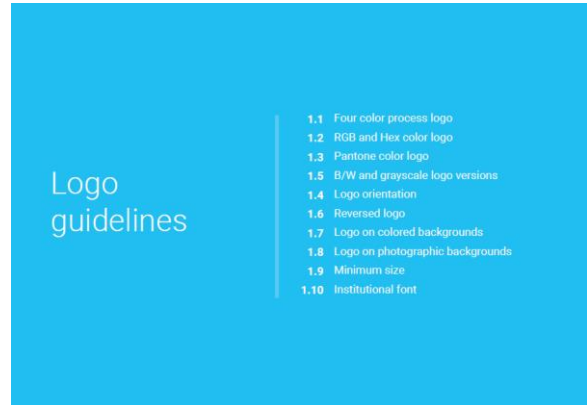 Logo
guidelines
1.1 Four color process logo
1.2 RGB and Hex color logo
1.3 Pantone color logo
1.5 B/W and grayscale logo versions
1.4 Logo orientation
1.6 Reversed logo
1.7 Logo on colored backgrounds
1.8 Logo on photographic backgrounds
1.9 Minimum size
1.10 Institutional font